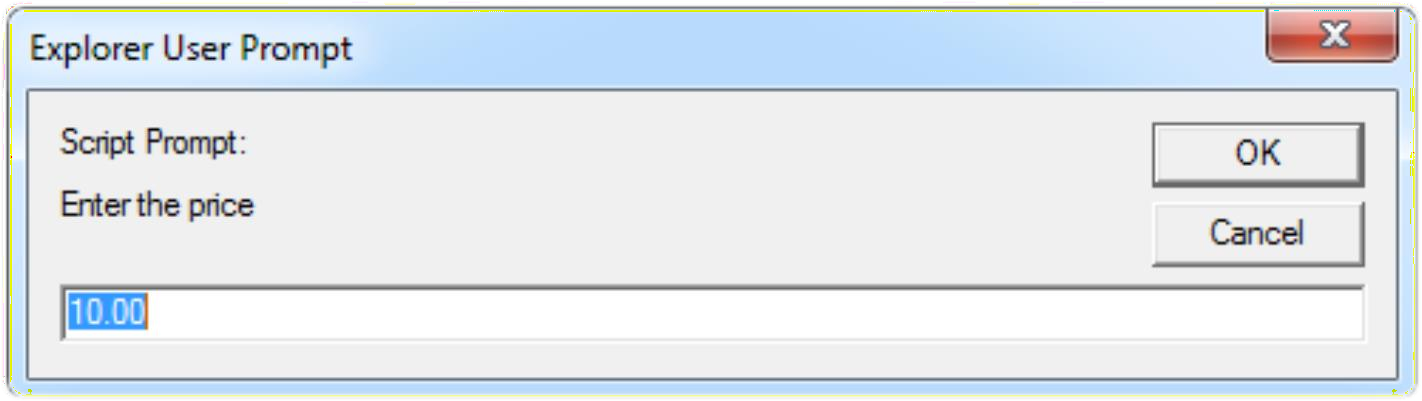 Explorer User Prompt
Script Prompt:
OK
Enter the price
Cancel
10.00